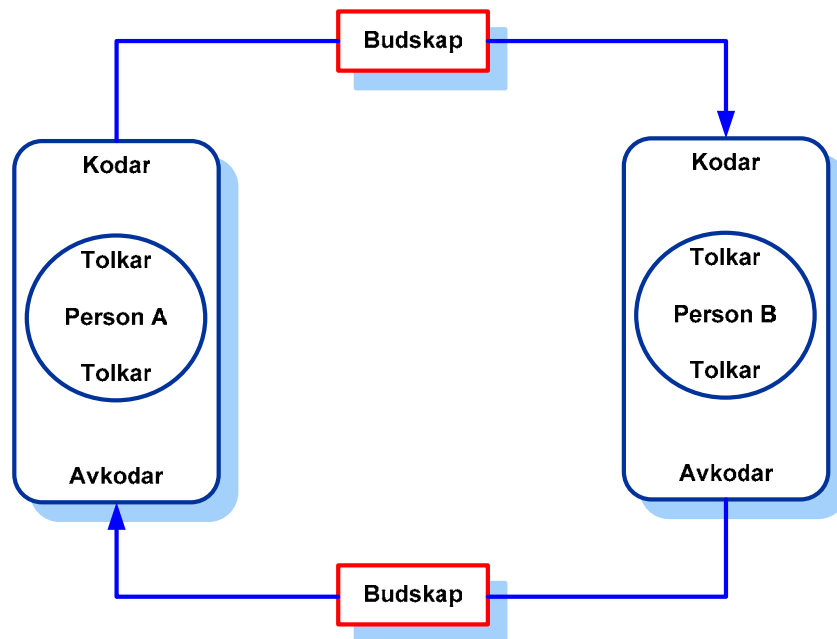 Budskap
Kodar
Tolkar
Person A
Tolkar
Avkodar
Kodar
Tolkar
Person B
Tolkar
Avkodar
Budskap